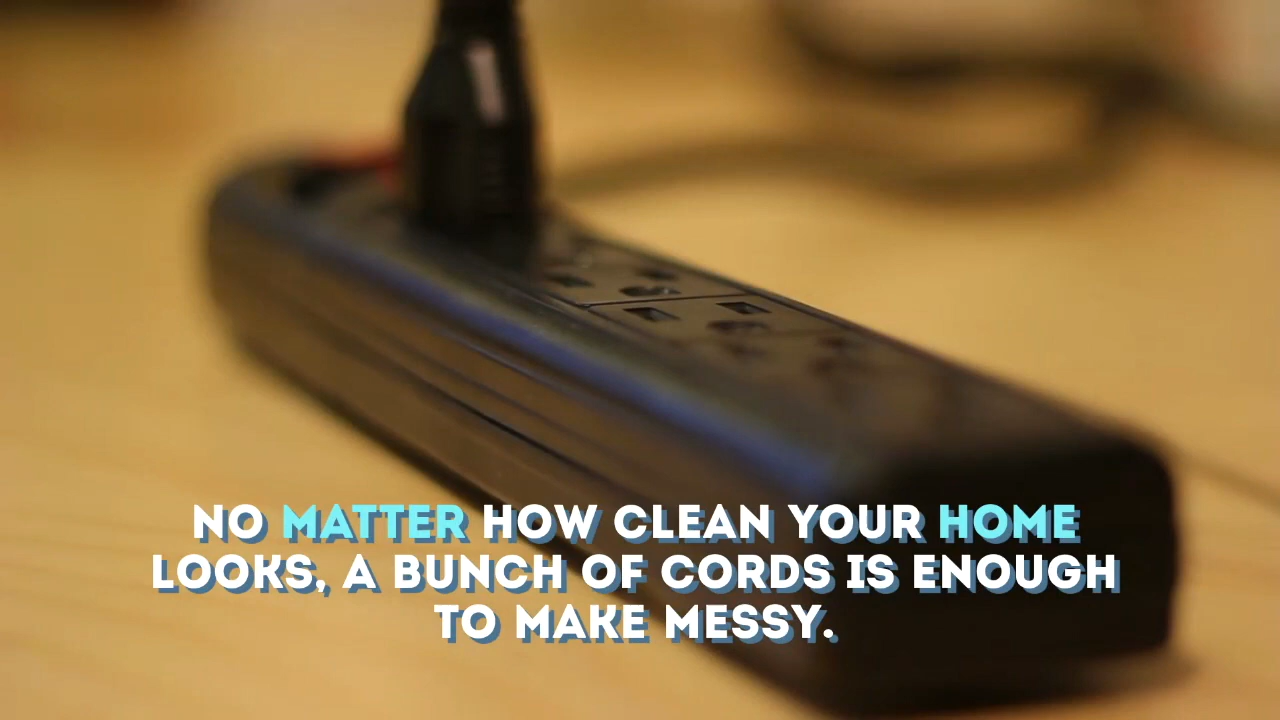 NO MATTER HOW CLEAN YOUR HOME
LOOKS, A BUNCH OF CORDS IS ENOUGH
TO MAKE MESSY.